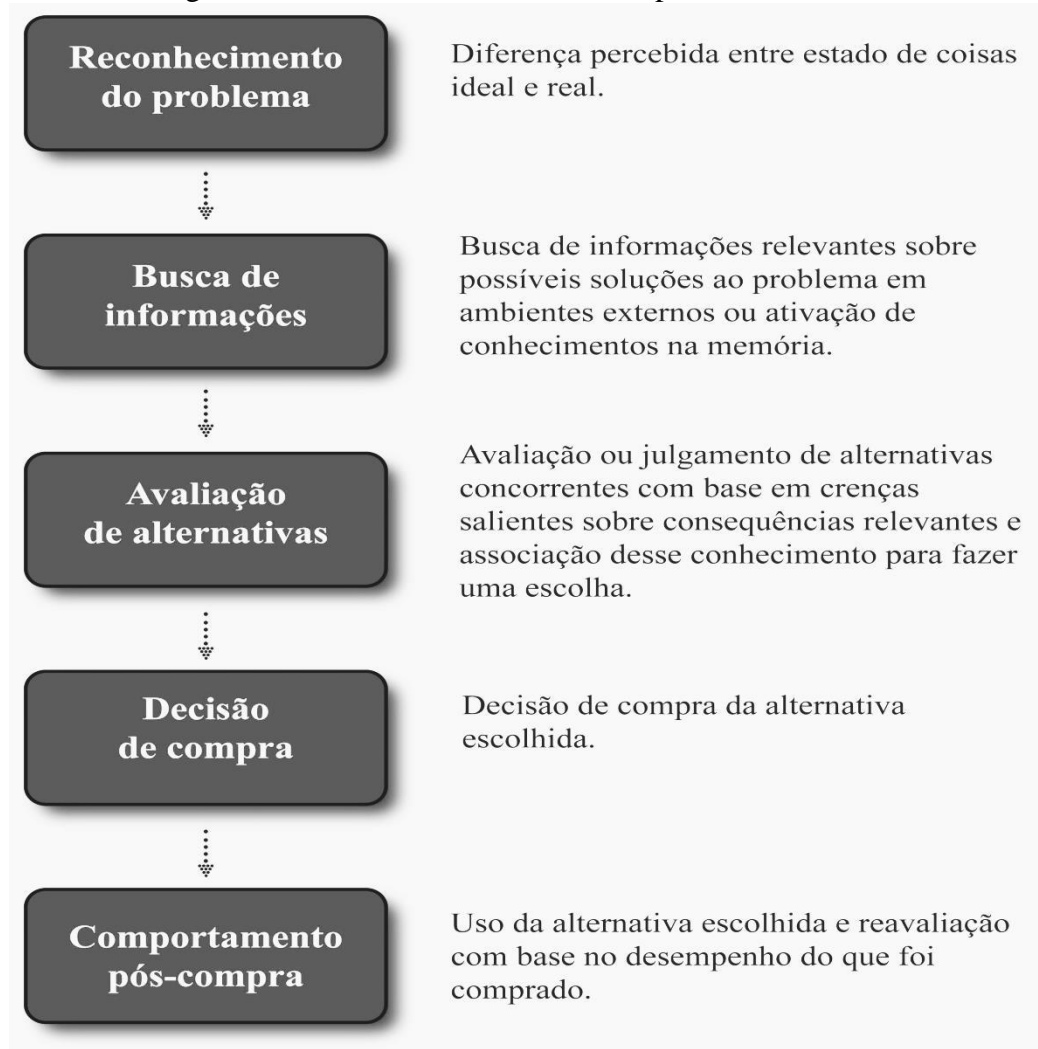 Reconhecimento
do problema
Diferença percebida entre estado de coisas
ideal e real.
Busca de
informações
Busca de informações relevantes sobre
possíveis soluções ao problema em
ambientes externos ou ativação de
conhecimentos na memória.
Avaliação
de alternativas
Avaliação ou julgamento de alternativas
concorrentes com base em crenças
salientes sobre consequências relevantes e
associação desse conhecimento para fazer
uma escolha.
Decisão
de compra
Decisão de compra da alternativa
escolhida.
Comportamento
pós-compra
Uso da alternativa escolhida e reavaliação
com base no desempenho do que foi
comprado.